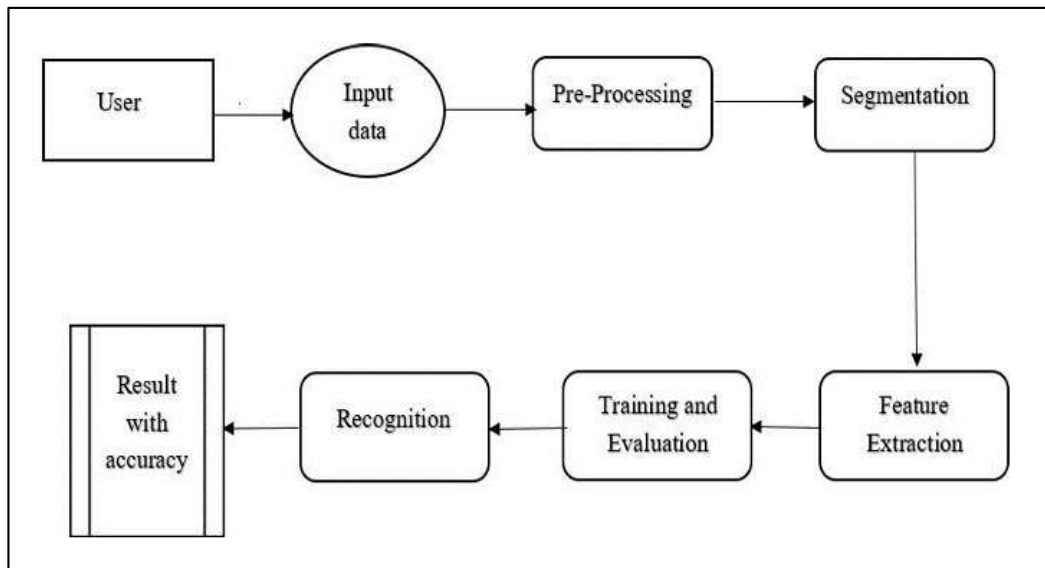 User
Input
data
Pre-Processing
Segmentation
Feature
Extraction
Training and
Evaluation
Recognition
Result
with
accuracy